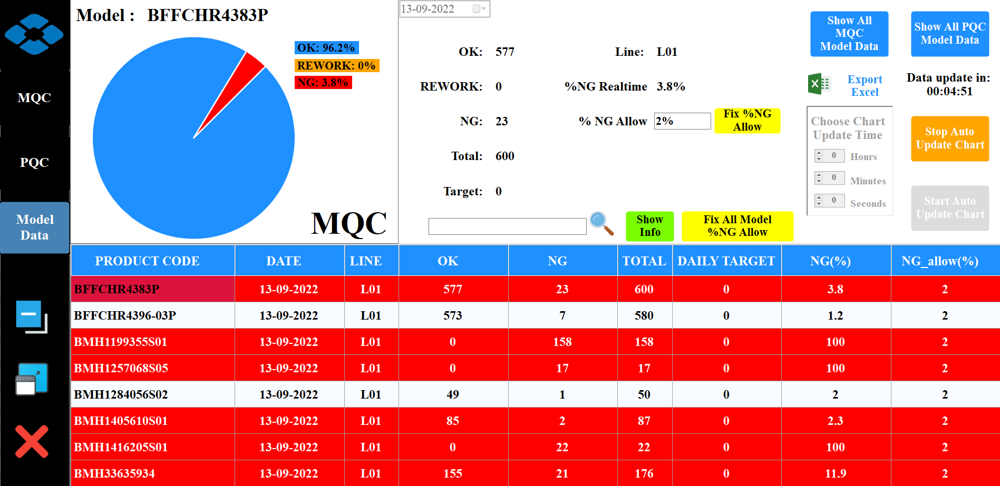 Model : BFFCHR4383P
OK: 96.2%
REWORK: 0%
NG: 3.8%
MQC
MQC
PQC
Model
Data
13-09-2022
OK: 577
Line: L01
REWORK: 0
%NG Realtime 3.8%
NG: 23
% NG Allow 2%
Fix %NG
Allow
Total: 600
Target: 0
Show
Info
Fix All Model
%NG Allow
Show All
MQC
Model Data
Show All PQC
Model Data
Export
Excel
Data update in:
00:04:51
Choose Chart
Update Time
0 Hours
0 Minutes
0 Seconds
Stop Auto
Update Chart
Start Auto
Update Chart
PRODUCT CODE DATE LINE OK NG TOTAL DAILY TARGET NG(%) NG_allow(%)
BFFCHR4383P 13-09-2022 L01 577 23 600 0 3.8 2
BFFCHR4396-03P 13-09-2022 L01 573 7 580 0 1.2 2
BMH1199355S01 13-09-2022 L01 0 158 158 0 100 2
BMH1257068S05 13-09-2022 L01 0 17 17 0 100 2
BMH1284056S02 13-09-2022 L01 49 1 50 0 2 2
BMH1405610S01 13-09-2022 L01 85 2 87 0 2.3 2
BMH1416205S01 13-09-2022 L01 0 22 22 0 100 2
BMH33635934 13-09-2022 L01 155 21 176 0 11.9 2